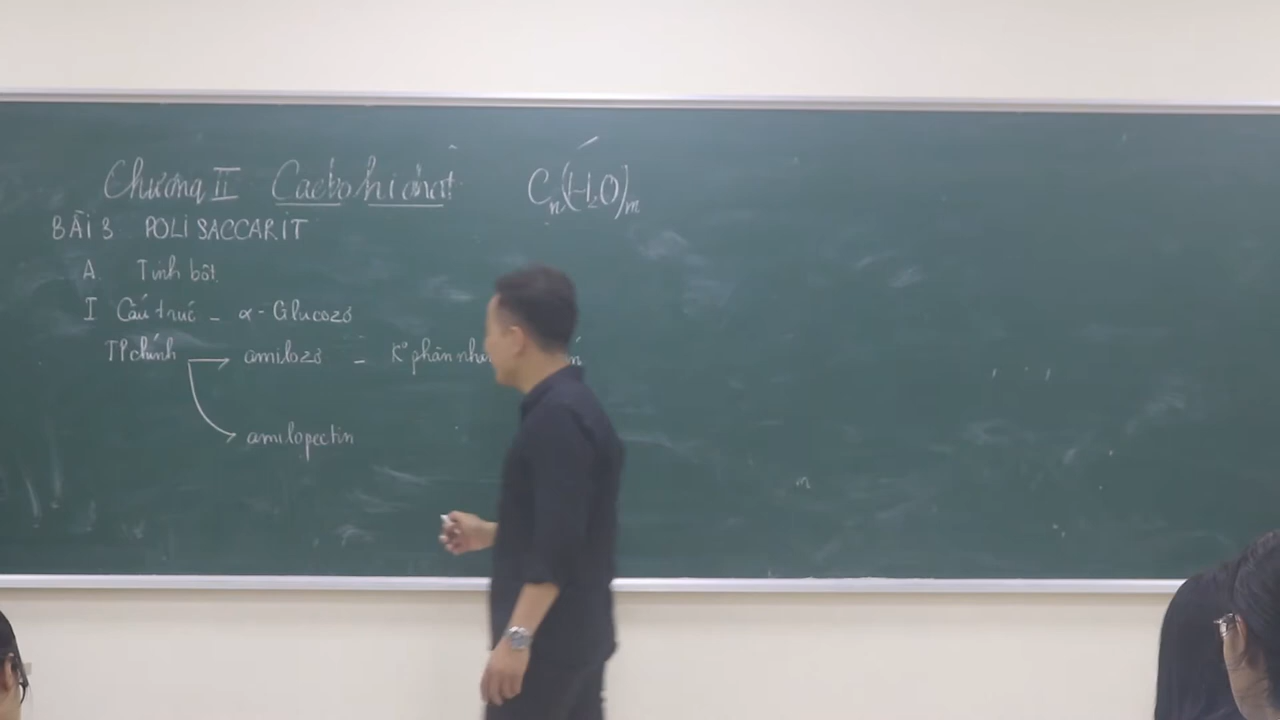 Chương II Cacbohiđrat Cn(H2O)m
BÀI 3 POLI SACCARIT
A. Tinh bột
I Cấu trúc - α-Glucozơ
TP chính → amilozơ - K° phân
amilopectin